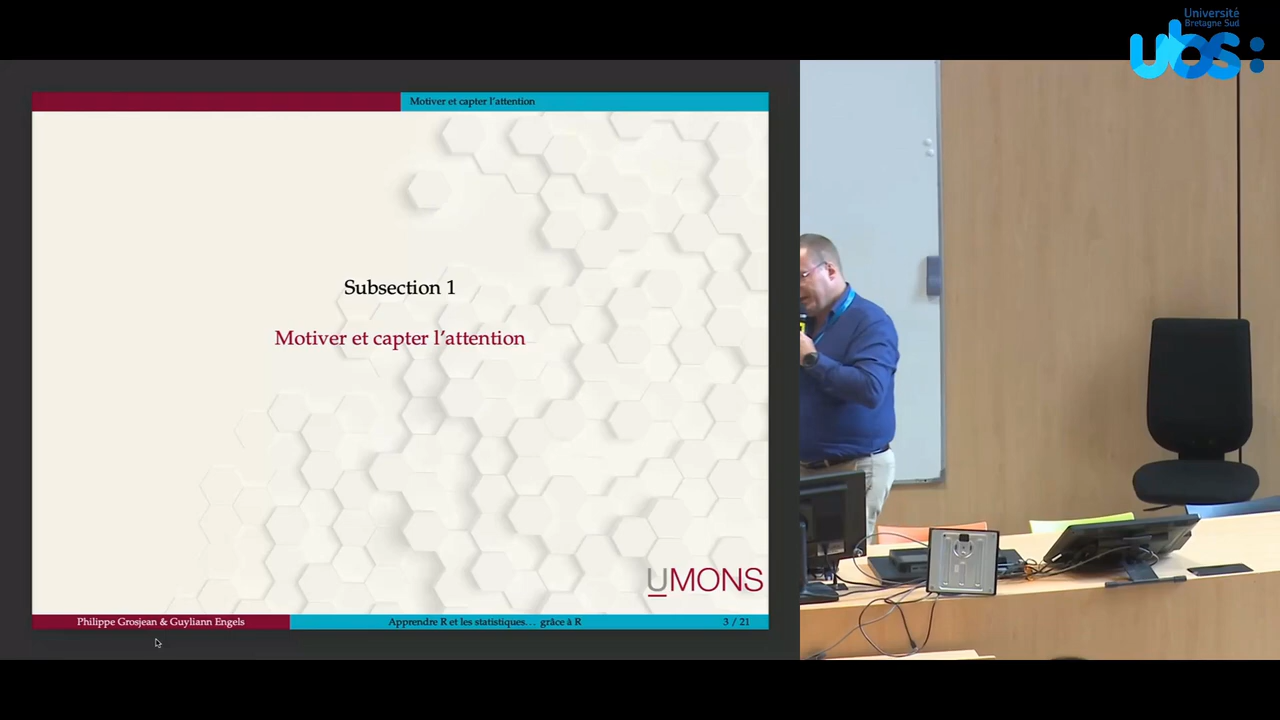 Université
Bretagne Sud
ubs:
Motiver et capter l'attention
Subsection 1
Motiver et capter l'attention
UMONS
Philippe Grosjean & Guyliann Engels
Apprendre R et les statistiques... grâce à R
3 / 21